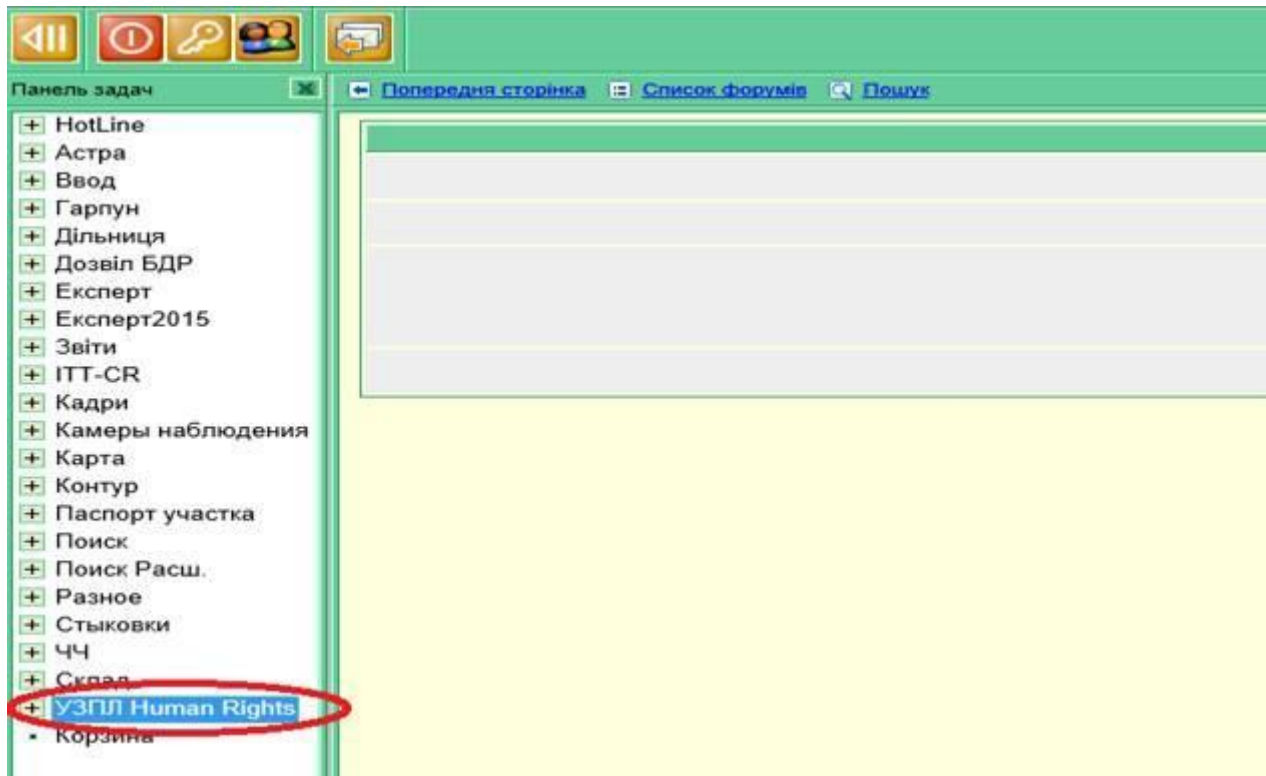 Панель задач
Попередня сторінка Список форумів Пошук
HotLine
Астра
Ввод
Гарпун
Дільниця
Дозвіл БДР
Експерт
Експерт2015
Звіти
ІТТ-CR
Кадри
Камеры наблюдения
Карта
Контур
Паспорт участка
Поиск
Поиск Расш.
Разное
Стыковки
ЧЧ
Склад
УЗПЛ Human Rights
Корзина